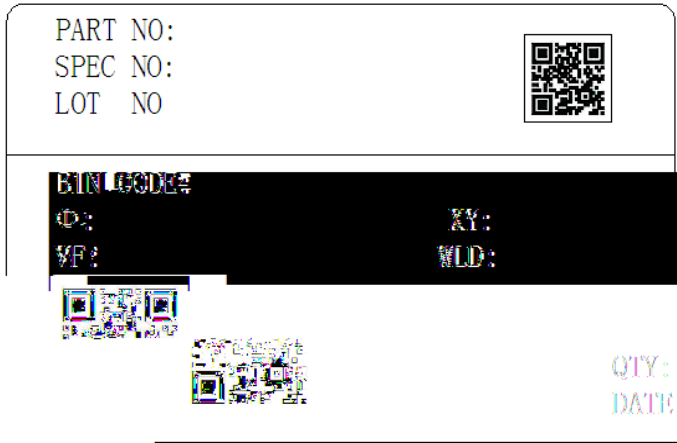 PART NO:
SPEC NO:
LOT NO
BIN CODE:
Φ: XY:
VF: WLD:
QTY:
DATE